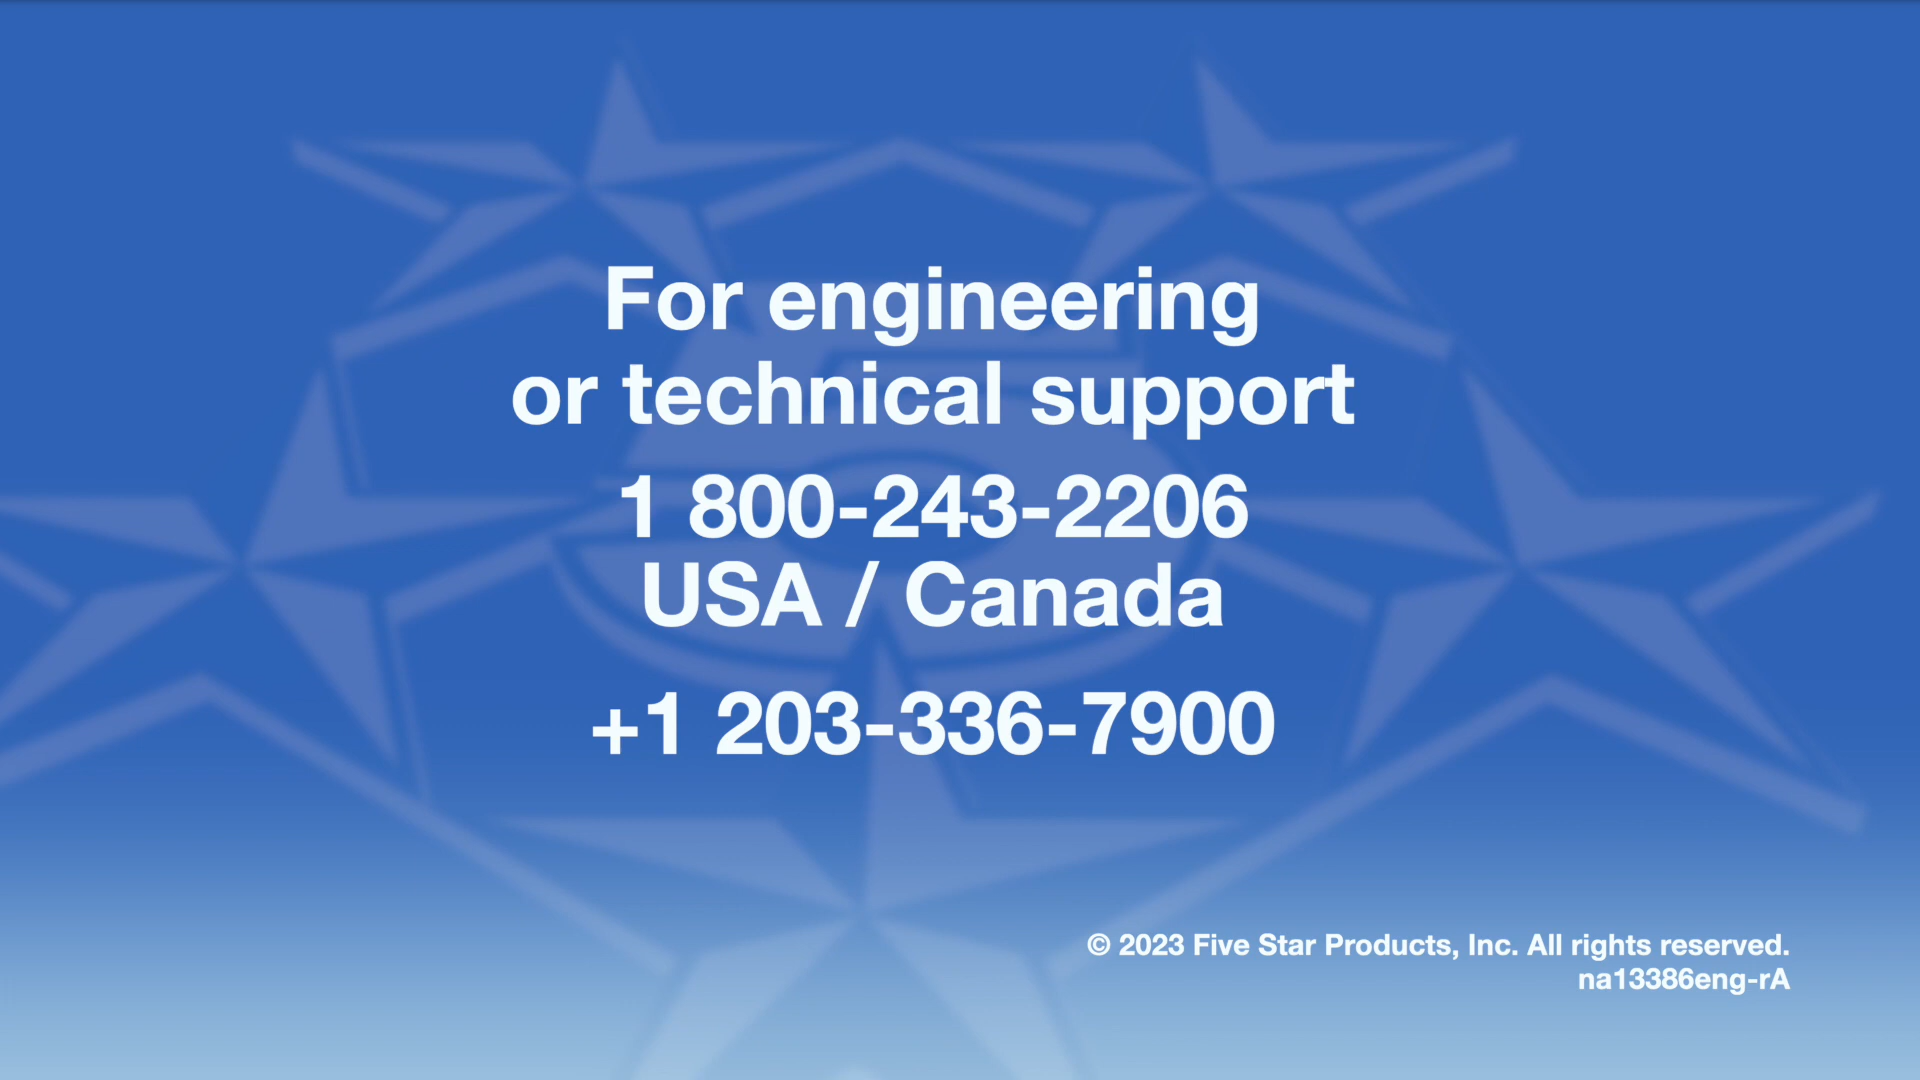 For engineering
or technical support
1 800-243-2206
USA / Canada
+1 203-336-7900
© 2023 Five Star Products, Inc. All rights reserved.
na13386eng-rA